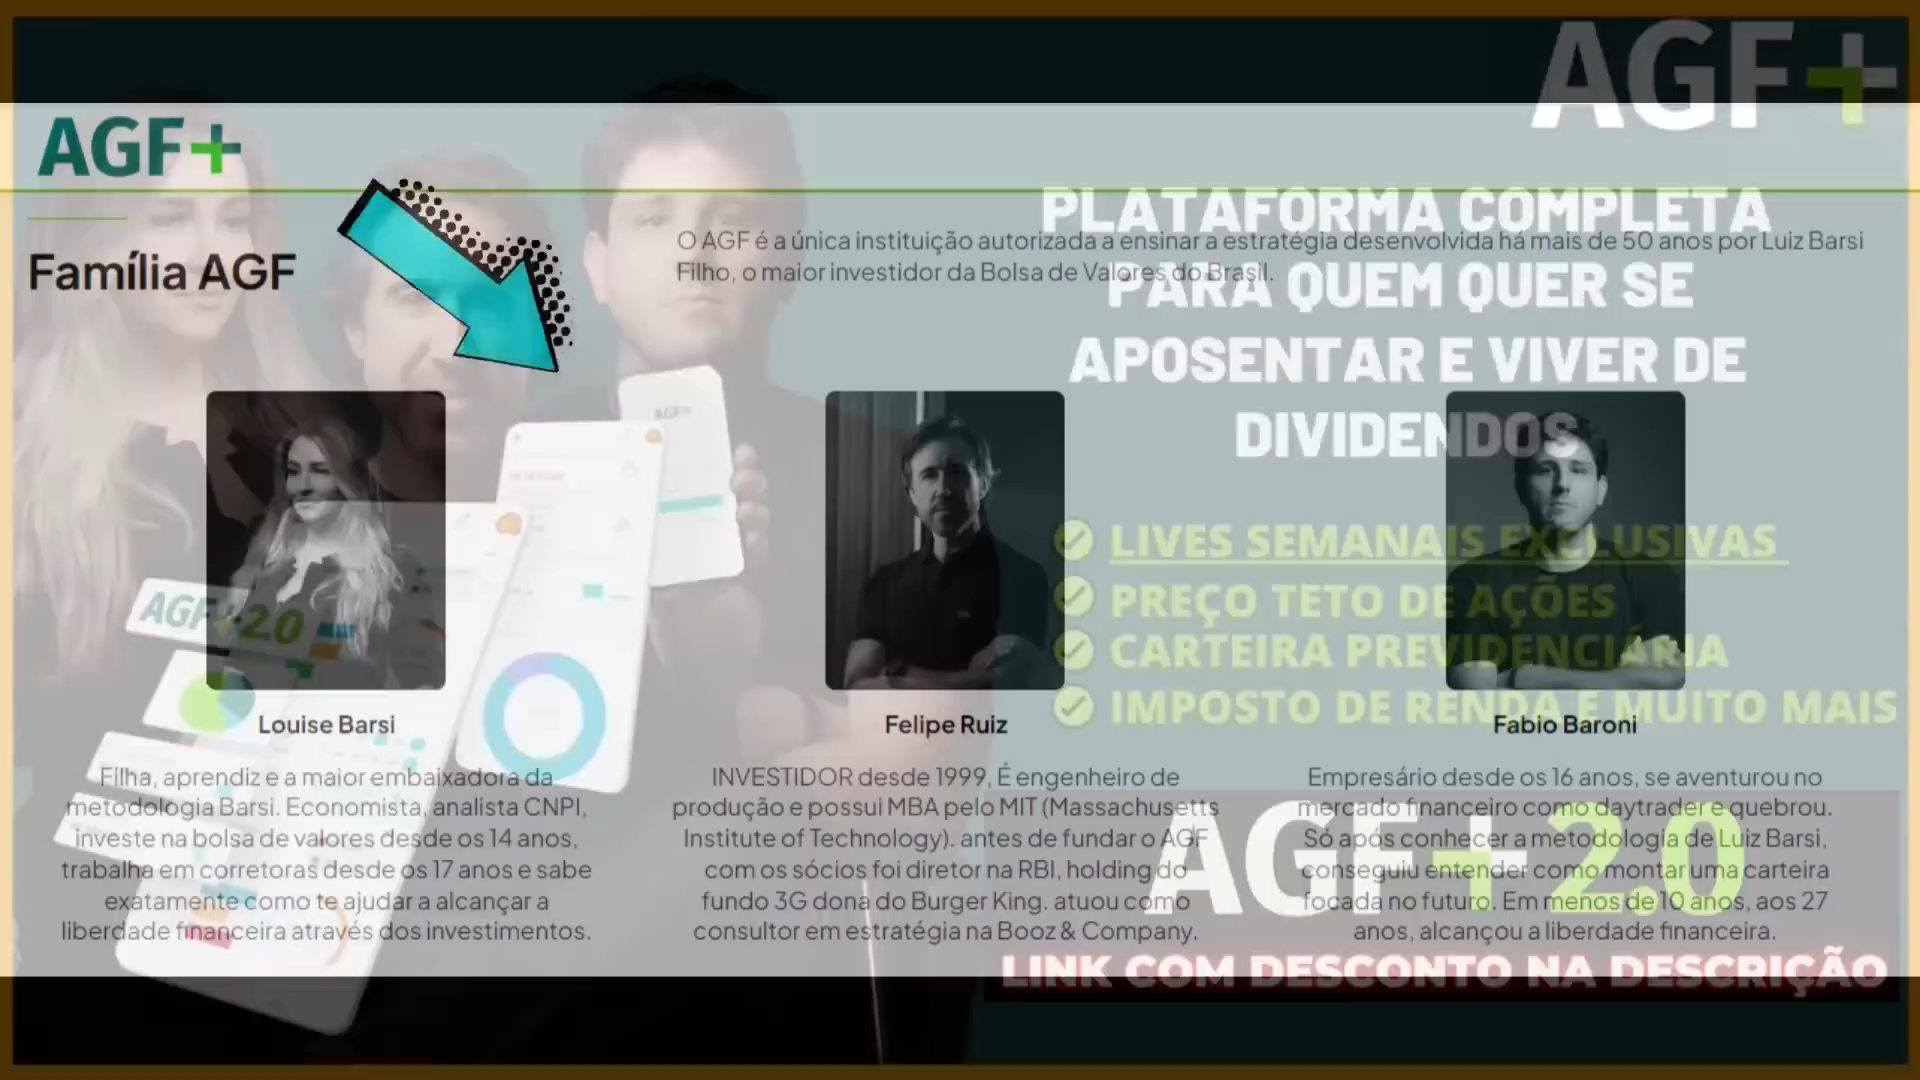 AGF+
AGF+
Família AGF
O AGF é a única instituição autorizada a ensinar a estratégia desenvolvida há mais de 50 anos por Luiz Barsi
Filho, o maior investidor da Bolsa de Valores do Brasil.
PLATAFORMA COMPLETA
PARA QUEM QUER SE
APOSENTAR E VIVER DE
DIVIDENDOS
LIVES SEMANAIS EXCLUSIVAS
PREÇO TETO DE AÇÕES
CARTEIRA PREVIDENCIÁRIA
IMPOSTO DE RENDA E MUITO MAIS
AGF+
AGF+2.0
Louise Barsi
Filha, aprendiz e a maior embaixadora da
metodologia Barsi. Economista, analista CNPI,
investe na bolsa de valores desde os 14 anos,
trabalha em corretoras desde os 17 anos e sabe
exatamente como te ajudar a alcançar a
liberdade financeira através dos investimentos.
Felipe Ruiz
INVESTIDOR desde 1999, É engenheiro de
produção e possui MBA pelo MIT (Massachusetts
Institute of Technology). antes de fundar o AGF
com os sócios foi diretor na RBI, holding do
fundo 3G dona do Burger King. atuou como
consultor em estratégia na Booz & Company.
Fabio Baroni
Empresário desde os 16 anos, se aventurou no
mercado financeiro como daytrader e quebrou.
Só após conhecer a metodologia de Luiz Barsi,
conseguiu entender como montar uma carteira
focada no futuro. Em menos de 10 anos, aos 27
anos, alcançou a liberdade financeira.
AGF+2.0
LINK COM DESCONTO NA DESCRIÇÃO